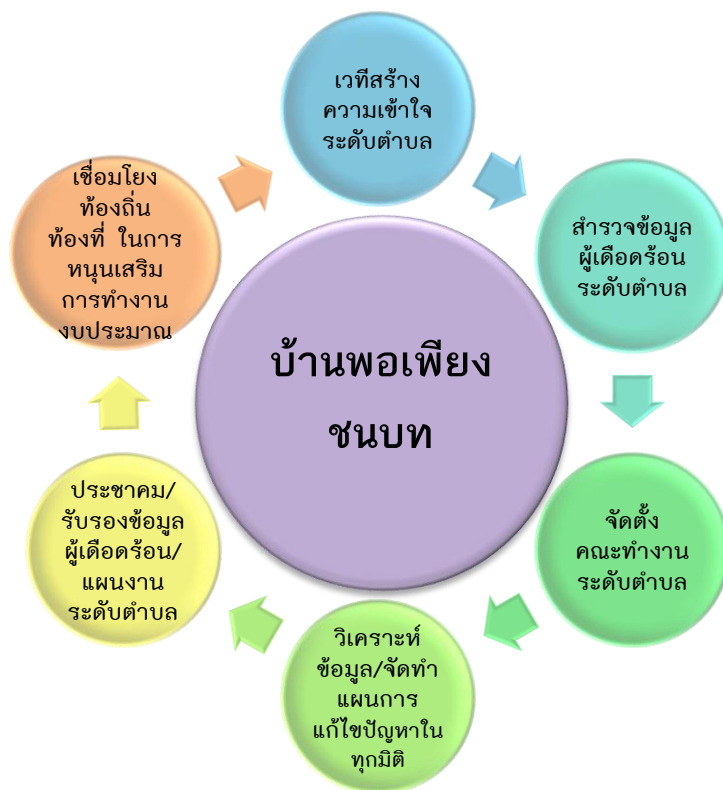 เวทีสร้าง
ความเข้าใจ
ระดับตำบล
สำรวจข้อมูล
ผู้เดือดร้อน
ระดับตำบล
จัดตั้ง
คณะทำงาน
ระดับตำบล
วิเคราะห์
ข้อมูล/จัดทำ
แผนการ
แก้ไขปัญหาใน
ทุกมิติ
ประชาคม/
รับรองข้อมูล
ผู้เดือดร้อน/
แผนงาน
ระดับตำบล
เชื่อมโยง
ท้องถิ่น
ท้องที่ ในการ
หนุนเสริม
การทำงาน
งบประมาณ
บ้านพอเพียง
ชนบท